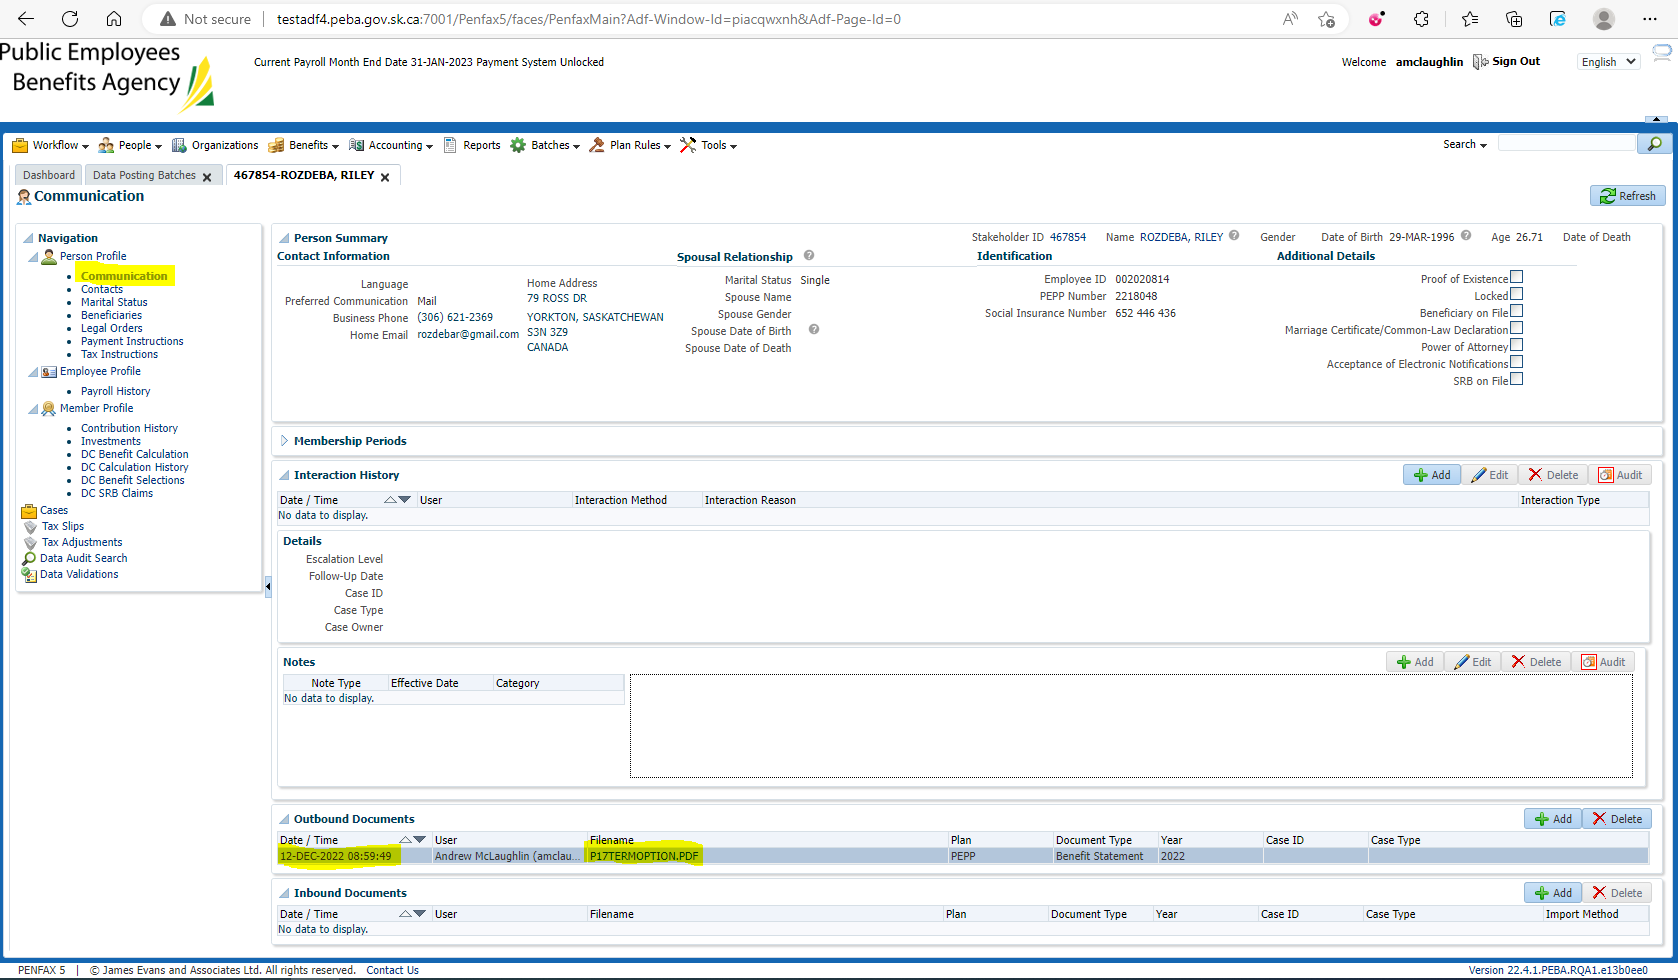 Not secure | testadf4.peba.gov.sk.ca:7001/Penfax5/faces/PenfaxMain?Adf-Window-Id=piacqwxnh&Adf-Page-Id=0
Public Employees
Benefits Agency
Current Payroll Month End Date 31-JAN-2023 Payment System Unlocked
Welcome amclaughlin Sign Out English
Workflow People Organizations Benefits Accounting Reports Batches Plan Rules Tools Search
Dashboard Data Posting Batches 467854-ROZDEBA, RILEY
Communication
Refresh
Navigation
Person Profile
Communication
Contacts
Marital Status
Beneficiaries
Legal Orders
Payment Instructions
Tax Instructions
Employee Profile
Payroll History
Member Profile
Contribution History
Investments
DC Benefit Calculation
DC Calculation History
DC Benefit Selections
DC SRB Claims
Cases
Tax Slips
Tax Adjustments
Data Audit Search
Data Validations
Person Summary
Stakeholder ID 467854 Name ROZDEBA, RILEY Gender Date of Birth 29-MAR-1996 Age 26.71 Date of Death
Contact Information
Language
Preferred Communication Mail
Business Phone (306) 621-2369
Home Email rozdebar@gmail.com
Home Address
79 ROSS DR
YORKTON, SASKATCHEWAN
S3N 3Z9
CANADA
Spousal Relationship
Marital Status Single
Spouse Name
Spouse Gender
Spouse Date of Birth
Spouse Date of Death
Identification
Employee ID 002020814
PEPP Number 2218048
Social Insurance Number 652 446 436
Additional Details
Proof of Existence
Locked
Beneficiary on File
Marriage Certificate/Common-Law Declaration
Power of Attorney
Acceptance of Electronic Notifications
SRB on File
Membership Periods
Interaction History
Add Edit Delete Audit
Date / Time User Interaction Method Interaction Reason Interaction Type
No data to display.
Details
Escalation Level
Follow-Up Date
Case ID
Case Type
Case Owner
Notes
Add Edit Delete Audit
Note Type Effective Date Category
No data to display.
Outbound Documents
Add Delete
Date / Time User Filename Plan Document Type Year Case ID Case Type
12-DEC-2022 08:59:49 Andrew McLaughlin (amclau... P17TERMOPTION.PDF PEPP Benefit Statement 2022
Inbound Documents
Add Delete
Date / Time User Filename Plan Document Type Year Case ID Case Type Import Method
No data to display.
PENFAX 5 | © James Evans and Associates Ltd. All rights reserved. Contact Us
Version 22.4.1.PEBA.RQA1.e13b0ee0